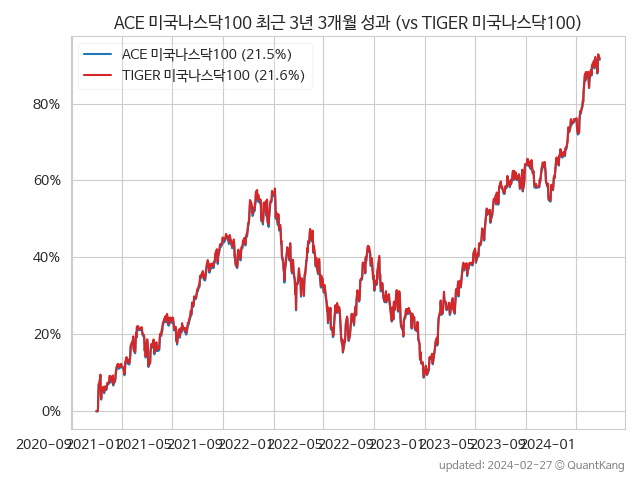 ACE 미국나스닥100 최근 3년 3개월 성과 (vs TIGER 미국나스닥100)
ACE 미국나스닥100 (21.5%)
TIGER 미국나스닥100 (21.6%)
80%
60%
40%
20%
0%
2020-09 2021-01 2021-05 2021-09 2022-01 2022-05 2022-09 2023-01 2023-05 2023-09 2024-01
updated: 2024-02-27 © QuantKang